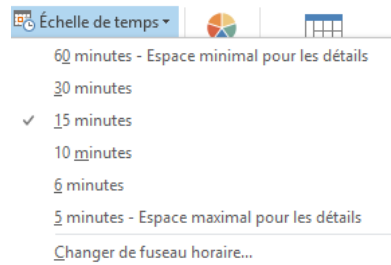 Échelle de temps
60 minutes - Espace minimal pour les détails
30 minutes
15 minutes
10 minutes
6 minutes
5 minutes - Espace maximal pour les détails
Changer de fuseau horaire...